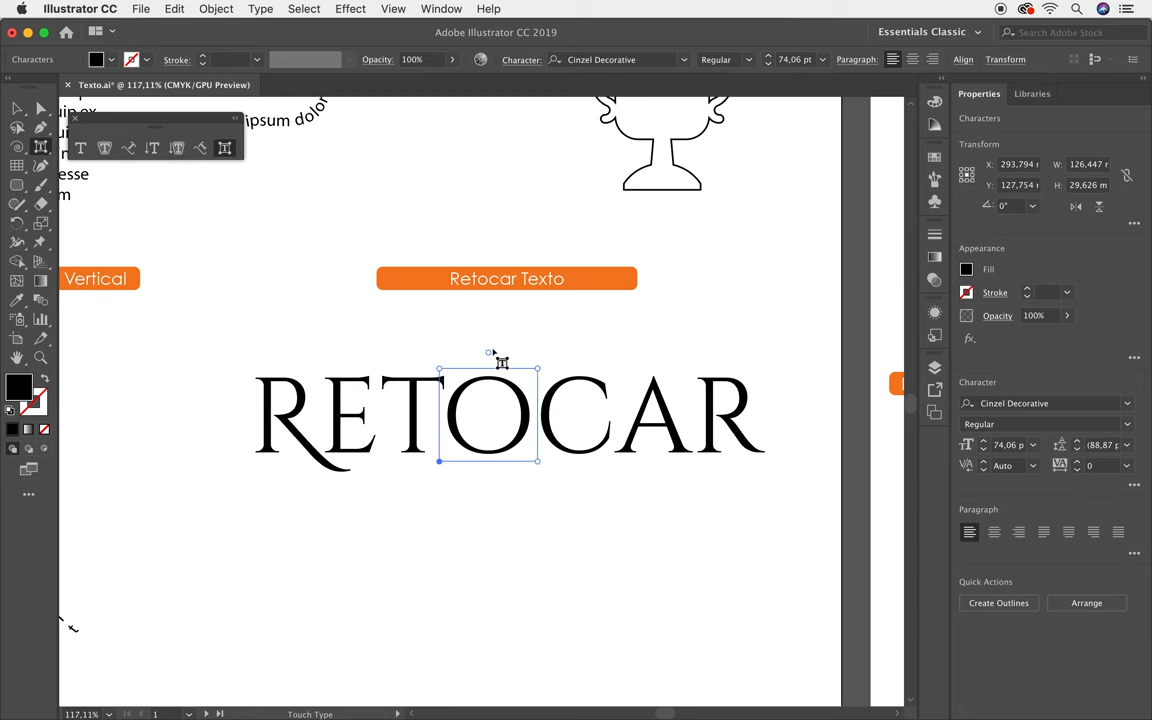 Illustrator CC File Edit Object Type Select Effect View Window Help
Adobe Illustrator CC 2019
Essentials Classic
Search Adobe Stock
Characters Stroke: Opacity: 100% Character: Cinzel Decorative Regular 74,06 pt Paragraph: Align Transform
Texto.ai* @ 117,11% (CMYK/GPU Preview)
ipsum dolor
esse
Vertical
Retocar Texto
RETOCAR
117,11% 1 Touch Type
Properties Libraries
Characters
Transform
X: 293,794 r W: 126,447 r
Y: 127,754 r H: 29,626 m
0°
Appearance
Fill
Stroke
Opacity 100%
fx.
Character
Cinzel Decorative
Regular
74,06 p (88,87 p
Auto 0
Paragraph
Quick Actions
Create Outlines Arrange